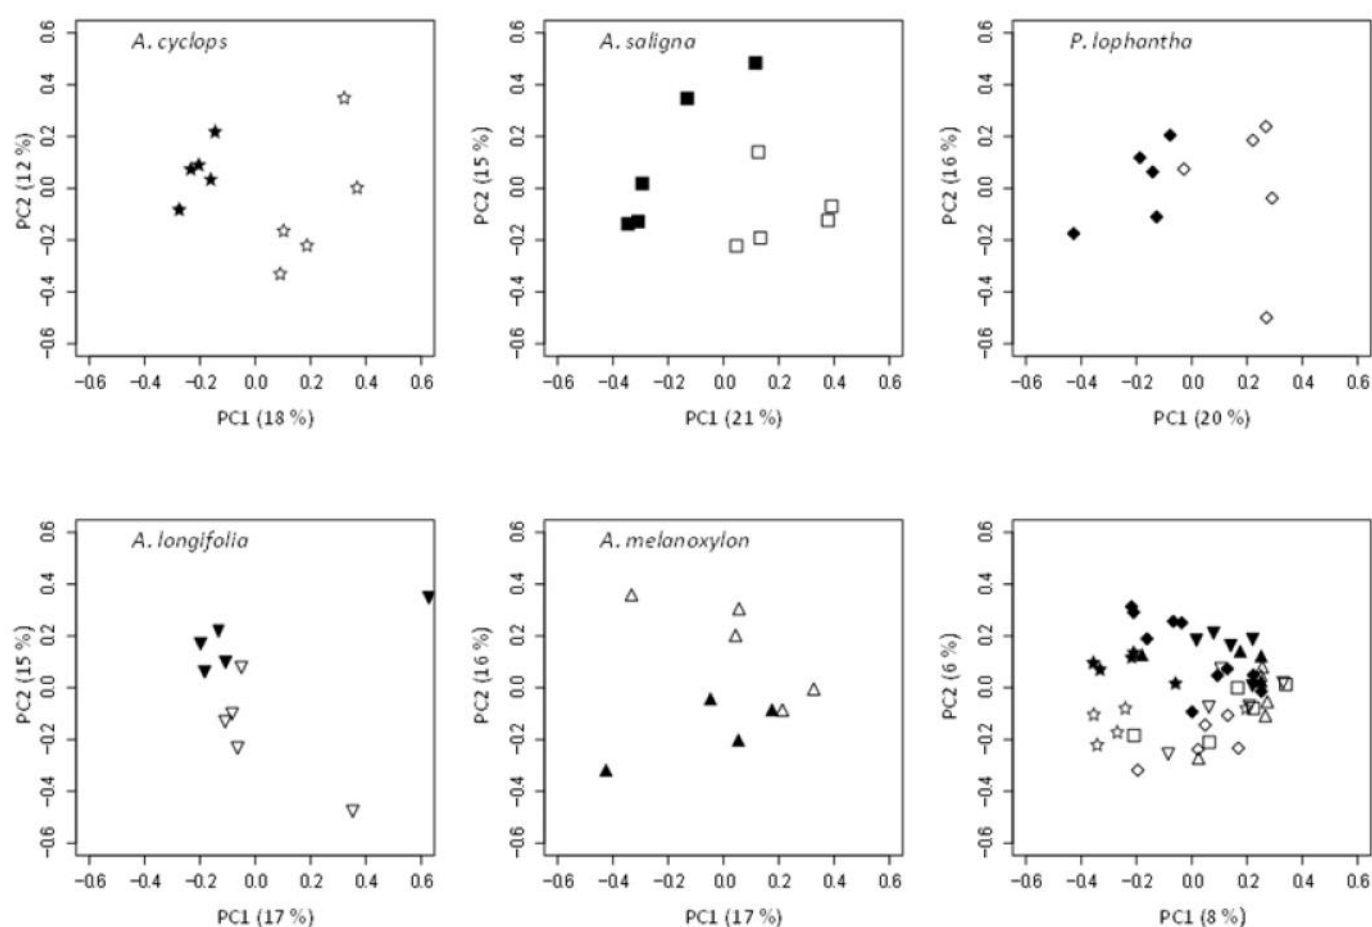 A. cyclops
PC2 (12 %)
0.6
0.4
0.2
0.0
−0.2
−0.4
−0.6
−0.6 −0.4 −0.2 0.0 0.2 0.4 0.6
PC1 (18 %)
A. saligna
PC2 (15 %)
0.6
0.4
0.2
0.0
−0.2
−0.4
−0.6
−0.6 −0.4 −0.2 0.0 0.2 0.4 0.6
PC1 (21 %)
P. lophantha
PC2 (16 %)
0.6
0.4
0.2
0.0
−0.2
−0.4
−0.6
−0.6 −0.4 −0.2 0.0 0.2 0.4 0.6
PC1 (20 %)
A. longifolia
PC2 (15 %)
0.6
0.4
0.2
0.0
−0.2
−0.4
−0.6
−0.6 −0.4 −0.2 0.0 0.2 0.4 0.6
PC1 (17 %)
A. melanoxylon
PC2 (16 %)
0.6
0.4
0.2
0.0
−0.2
−0.4
−0.6
−0.6 −0.4 −0.2 0.0 0.2 0.4 0.6
PC1 (17 %)
PC2 (6 %)
0.6
0.4
0.2
0.0
−0.2
−0.4
−0.6
−0.6 −0.4 −0.2 0.0 0.2 0.4 0.6
PC1 (8 %)